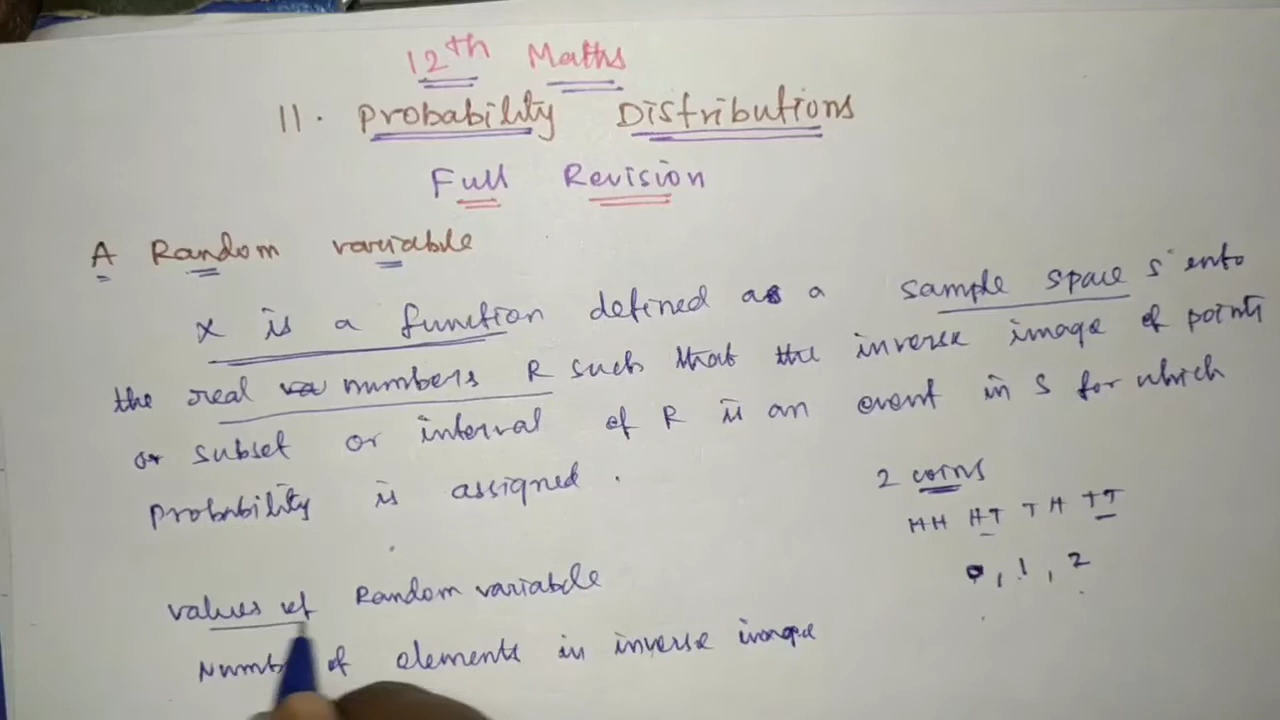 12th Maths
11. Probability Distributions
Full Revision
A Random variable
X is a function defined as a sample space S into
the real numbers R such that the inverse image of points
or subset or interval of R is an event in S for which
probability is assigned.
2 coins
HH HT TH TT
0, 1, 2
values of Random variable
Numb of elements in inverse image